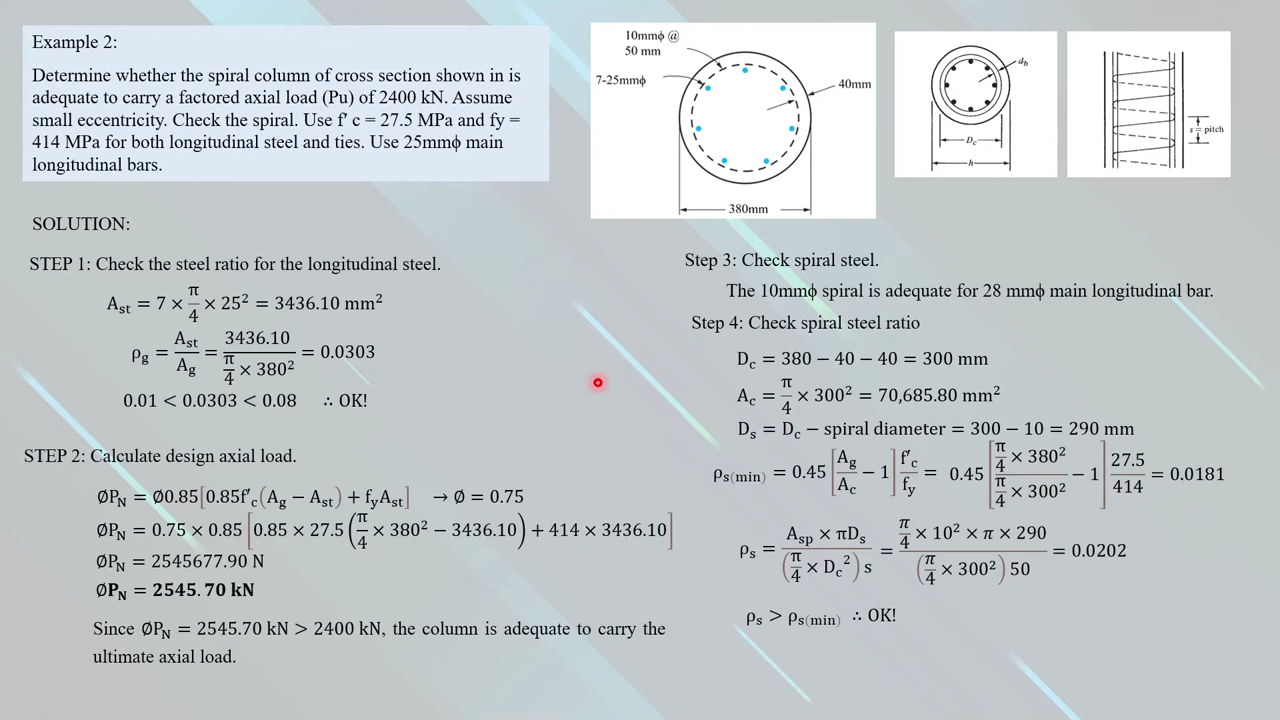 Example 2:
Determine whether the spiral column of cross section shown in is
adequate to carry a factored axial load (Pu) of 2400 kN. Assume
small eccentricity. Check the spiral. Use f' c = 27.5 MPa and fy =
414 MPa for both longitudinal steel and ties. Use 25mmϕ main
longitudinal bars.
10mmϕ @
50 mm
7-25mmϕ
40mm
380mm
d_b
D_c
h
s = pitch
SOLUTION:
STEP 1: Check the steel ratio for the longitudinal steel.
A_st = 7 × π/4 × 25² = 3436.10 mm²
ρ_g = A_st/A_g = 3436.10/(π/4 × 380²) = 0.0303
0.01 < 0.0303 < 0.08 ∴ OK!
STEP 2: Calculate design axial load.
∅P_N = ∅0.85[0.85f'_c(A_g − A_st) + f_yA_st] → ∅ = 0.75
∅P_N = 0.75 × 0.85 [0.85 × 27.5 (π/4 × 380² − 3436.10) + 414 × 3436.10]
∅P_N = 2545677.90 N
∅P_N = 2545.70 kN
Since ∅P_N = 2545.70 kN > 2400 kN, the column is adequate to carry the
ultimate axial load.
Step 3: Check spiral steel.
The 10mmϕ spiral is adequate for 28 mmϕ main longitudinal bar.
Step 4: Check spiral steel ratio
D_c = 380 − 40 − 40 = 300 mm
A_c = π/4 × 300² = 70,685.80 mm²
D_s = D_c − spiral diameter = 300 − 10 = 290 mm
ρ_s(min) = 0.45 [A_g/A_c − 1] f'_c/f_y = 0.45 [(π/4 × 380²)/(π/4 × 300²) − 1] 27.5/414 = 0.0181
ρ_s = (A_sp × πD_s)/((π/4 × D_c²) s) = (π/4 × 10² × π × 290)/((π/4 × 300²) 50) = 0.0202
ρ_s > ρ_s(min) ∴ OK!